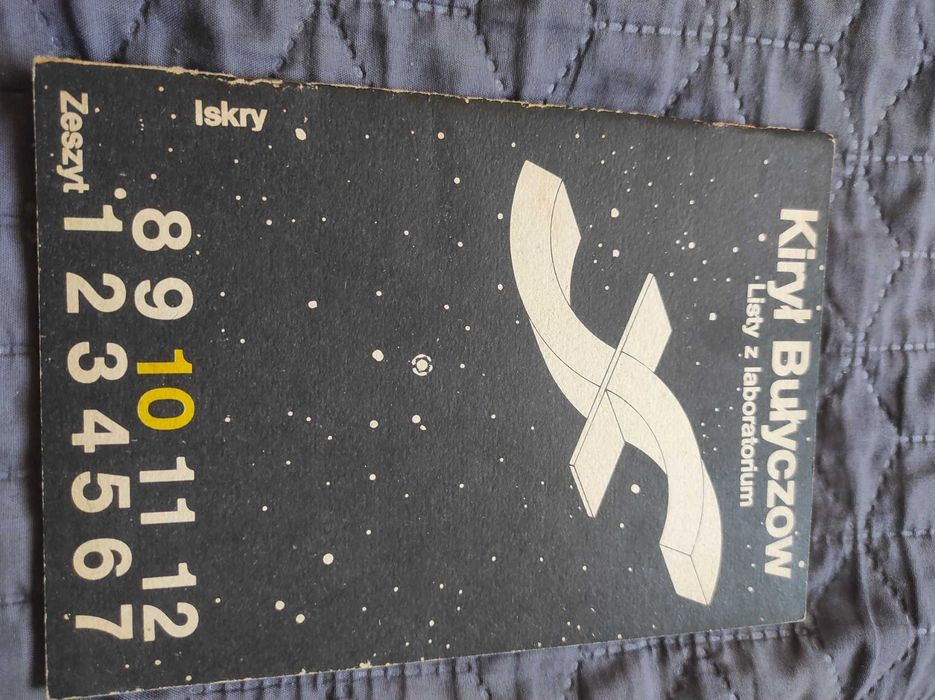 Kirył Bułyczow
Listy z laboratorium
Iskry
8 9 10 11 12
Zeszyt 1 2 3 4 5 6 7